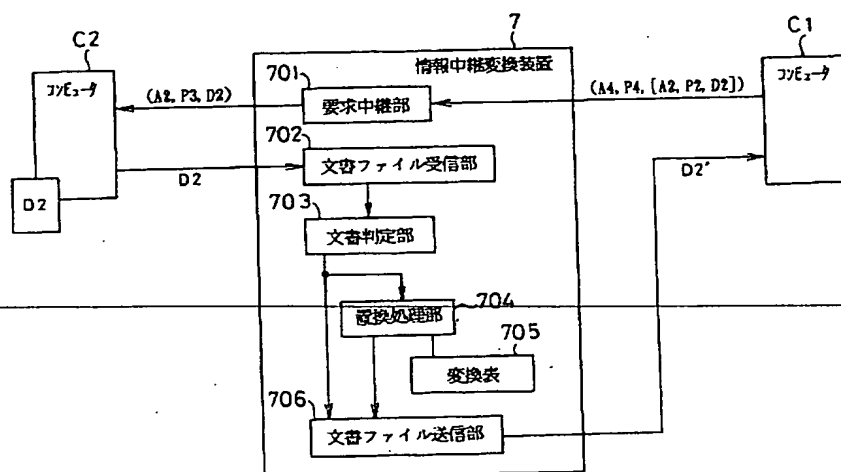 C2
7
C1
コンピュータ
701
情報中継変換装置
コンピュータ
(A2, P3, D2)
要求中継部
(A4, P4, [A2, P2, D2])
702
文書ファイル受信部
D2
D2'
D2
703
文書判定部
704
置換処理部
705
変換表
706
文書ファイル送信部